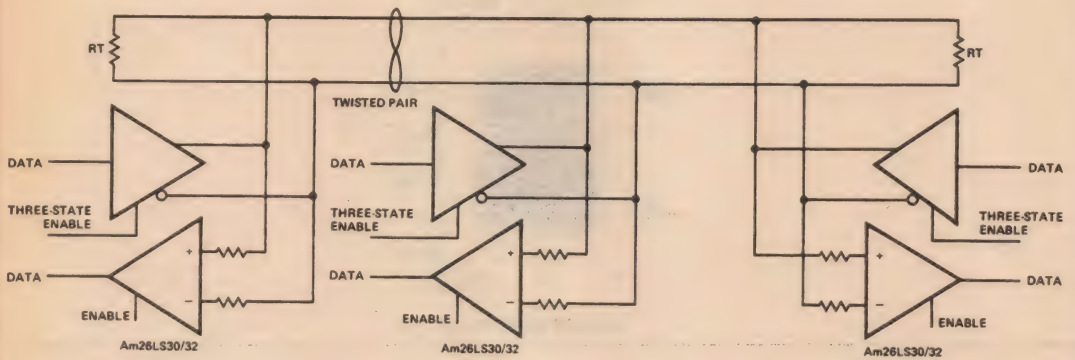 RT
RT
TWISTED PAIR
DATA
THREE-STATE
ENABLE
+
−
DATA
ENABLE
Am26LS30/32
DATA
THREE-STATE
ENABLE
+
−
DATA
ENABLE
Am26LS30/32
DATA
THREE-STATE
ENABLE
+
−
DATA
ENABLE
Am26LS30/32